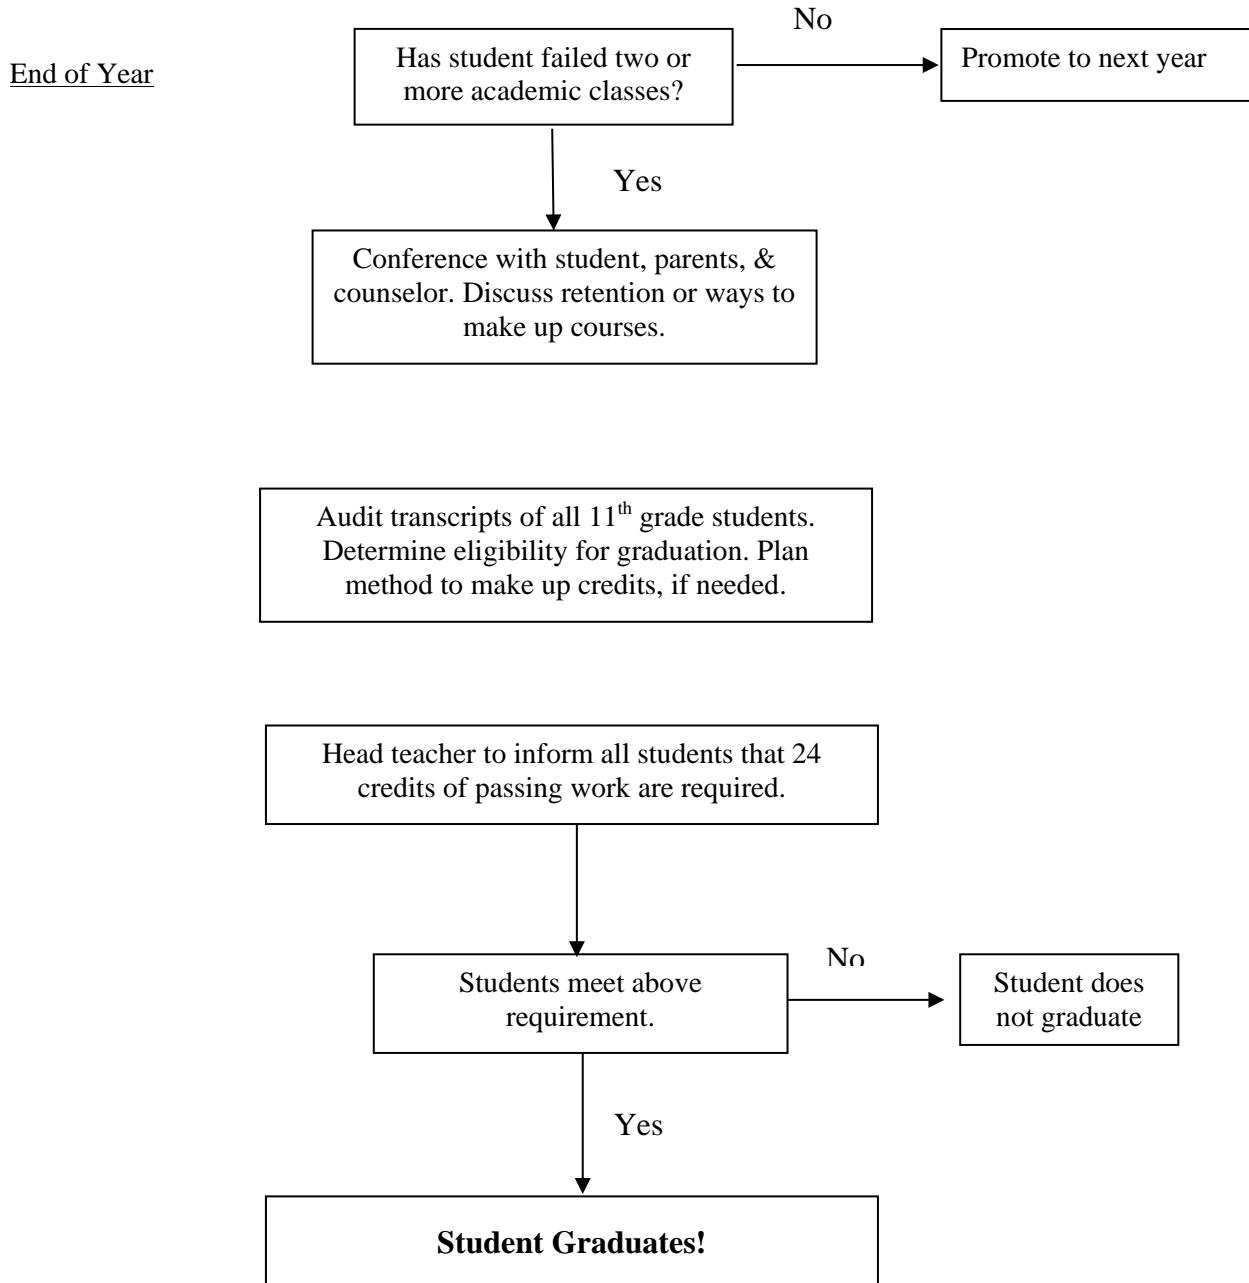 No
End of Year
Has student failed two or
more academic classes?
Promote to next year
Yes
Conference with student, parents, &
counselor. Discuss retention or ways to
make up courses.
Audit transcripts of all 11th grade students.
Determine eligibility for graduation. Plan
method to make up credits, if needed.
Head teacher to inform all students that 24
credits of passing work are required.
Students meet above
requirement.
No
Student does
not graduate
Yes
Student Graduates!